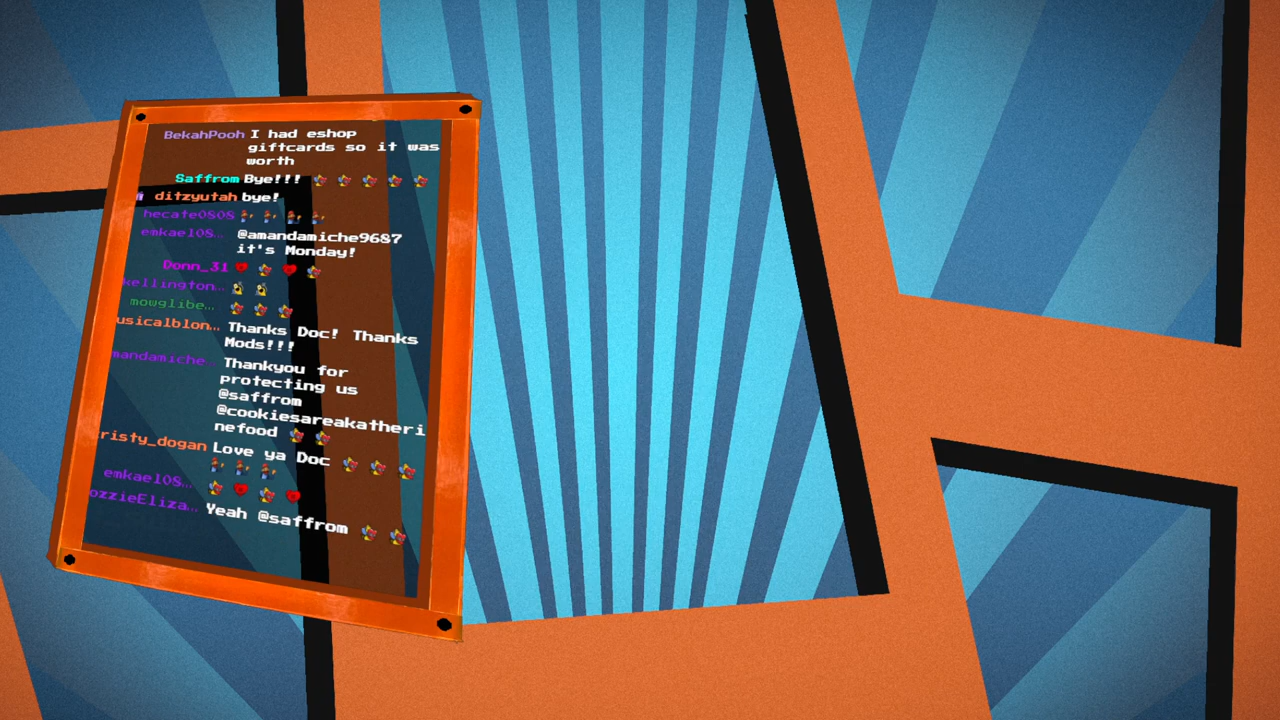 BekahPooh I had eshop
giftcards so it was
worth
Saffrom Bye!!!
ditzyutah bye!
hecate0808
emkael08... @amandamiche9687
it's Monday!
Donn_31
kellington...
mowglibe...
usicalblon... Thanks Doc! Thanks
Mods!!!
mandamiche... Thankyou for
protecting us
@saffrom
@cookiesareakatheri
nefood
risty_dogan Love ya Doc
emkael08...
ozzieEliza... Yeah @saffrom